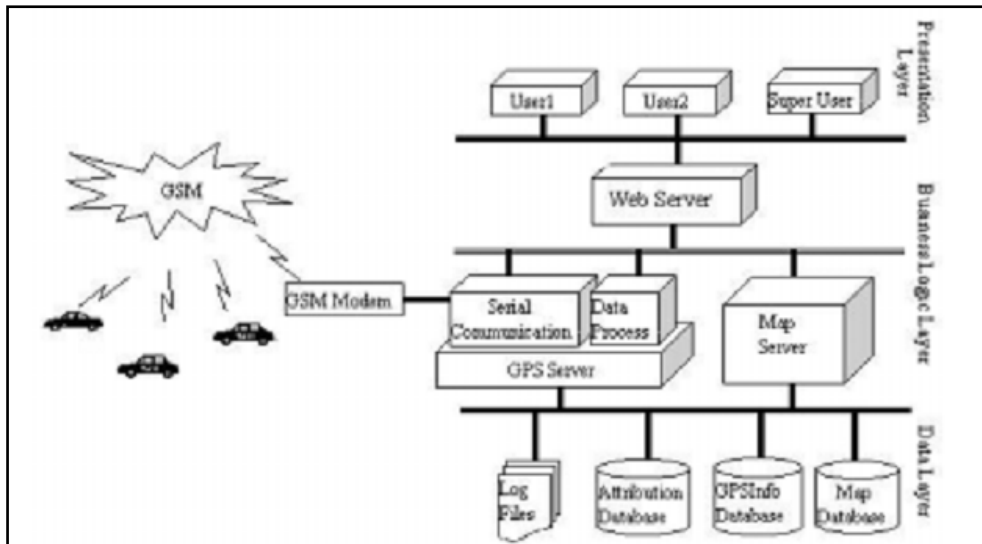 Presentation
Layer
User1
User2
Super User
GSM
Web Server
Business Logic Layer
GSM Modem
Serial
Communication
Data
Process
Map
Server
GPS Server
Data Layer
Log
Files
Attribution
Database
GPSInfo
Database
Map
Database